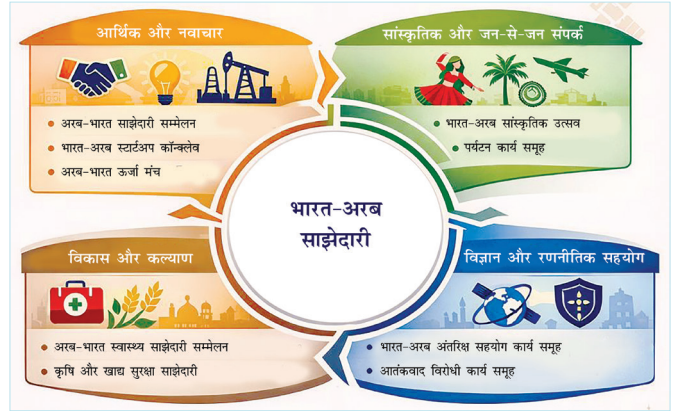 आर्थिक और नवाचार
अरब-भारत साझेदारी सम्मेलन
भारत-अरब स्टार्टअप कॉन्क्लेव
अरब-भारत ऊर्जा मंच
सांस्कृतिक और जन-से-जन संपर्क
भारत-अरब सांस्कृतिक उत्सव
पर्यटन कार्य समूह
भारत-अरब
साझेदारी
विकास और कल्याण
अरब-भारत स्वास्थ्य साझेदारी सम्मेलन
कृषि और खाद्य सुरक्षा साझेदारी
विज्ञान और रणनीतिक सहयोग
भारत-अरब अंतरिक्ष सहयोग कार्य समूह
आतंकवाद विरोधी कार्य समूह